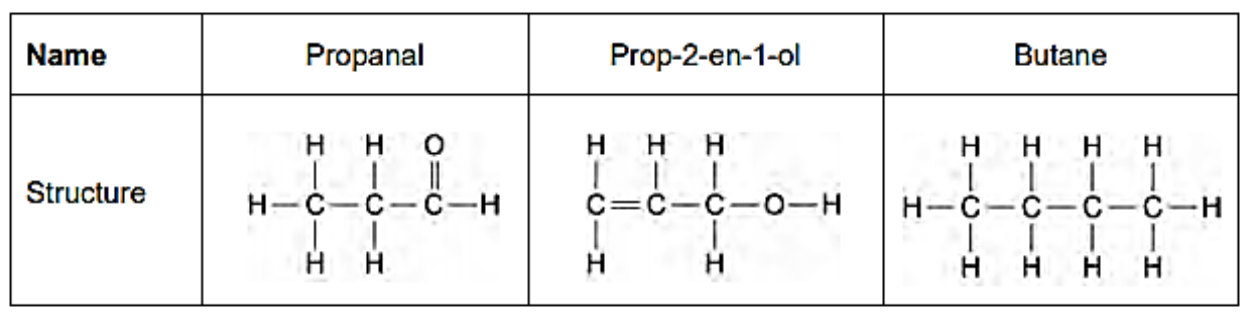 Name Propanal Prop-2-en-1-ol Butane
H H O H H H H H H H
Structure H—C—C—C—H C=C—C—O—H H—C—C—C—C—H
H H H H H H H H